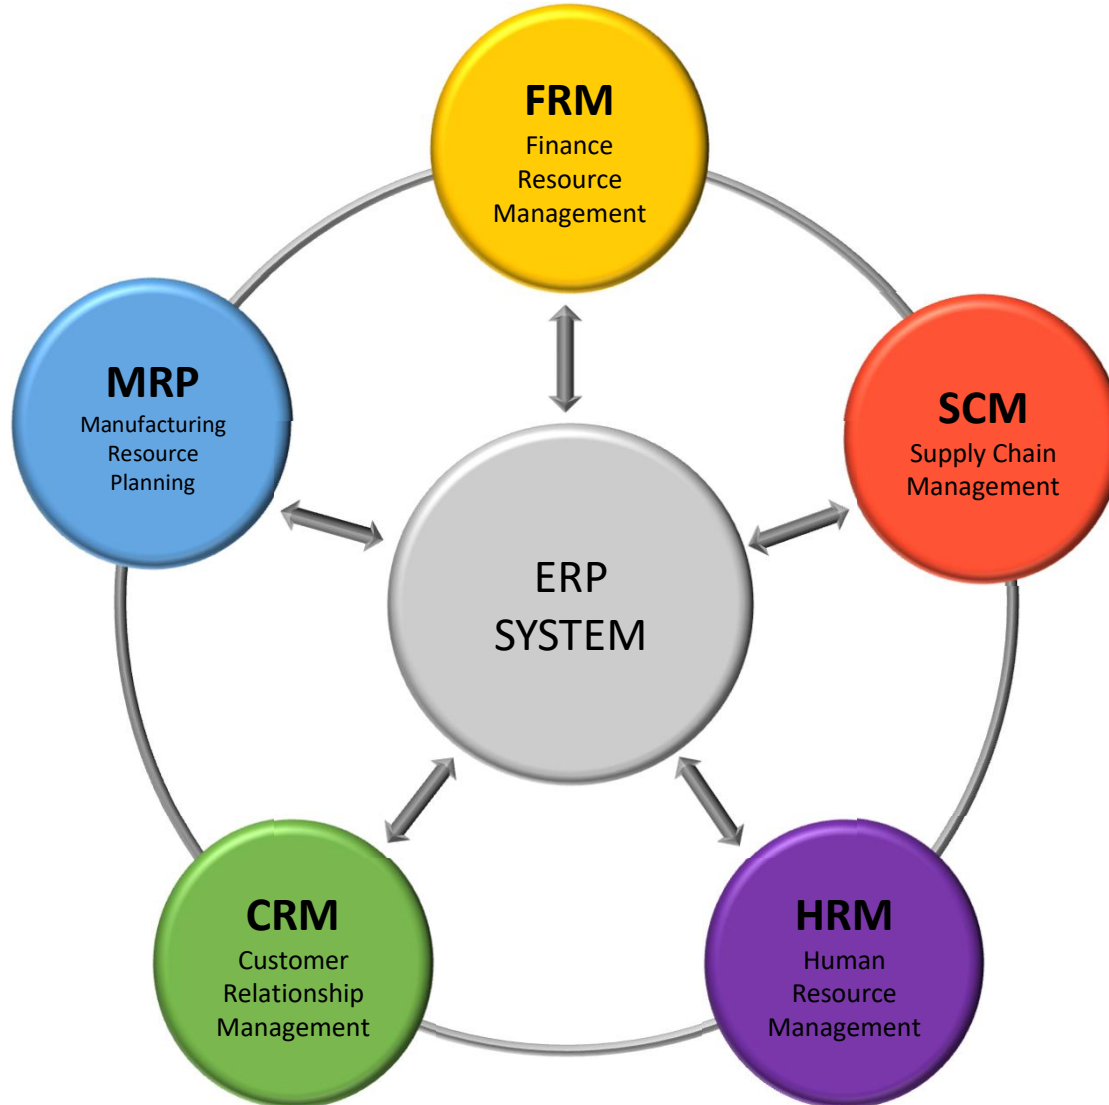 FRM
Finance
Resource
Management
MRP
Manufacturing
Resource
Planning
SCM
Supply Chain
Management
ERP
SYSTEM
CRM
Customer
Relationship
Management
HRM
Human
Resource
Management